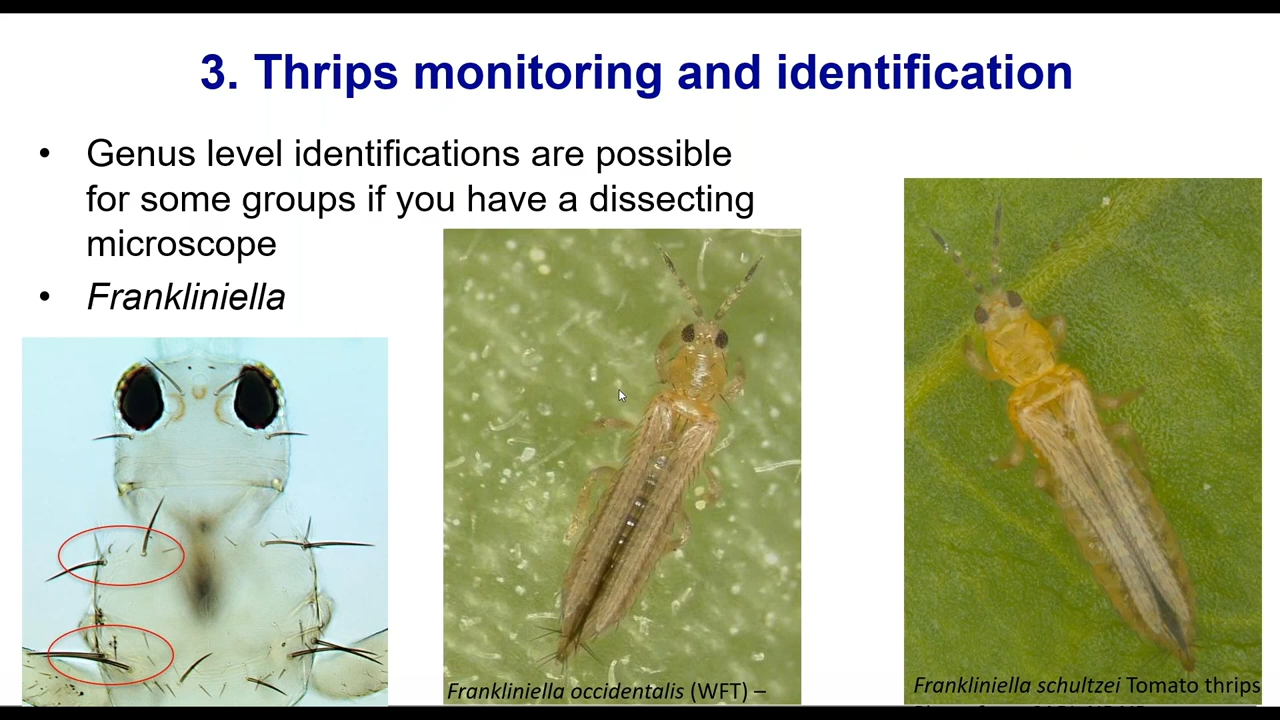 3. Thrips monitoring and identification
• Genus level identifications are possible
for some groups if you have a dissecting
microscope
• Frankliniella
Frankliniella occidentalis (WFT) –
Frankliniella schultzei Tomato thrips